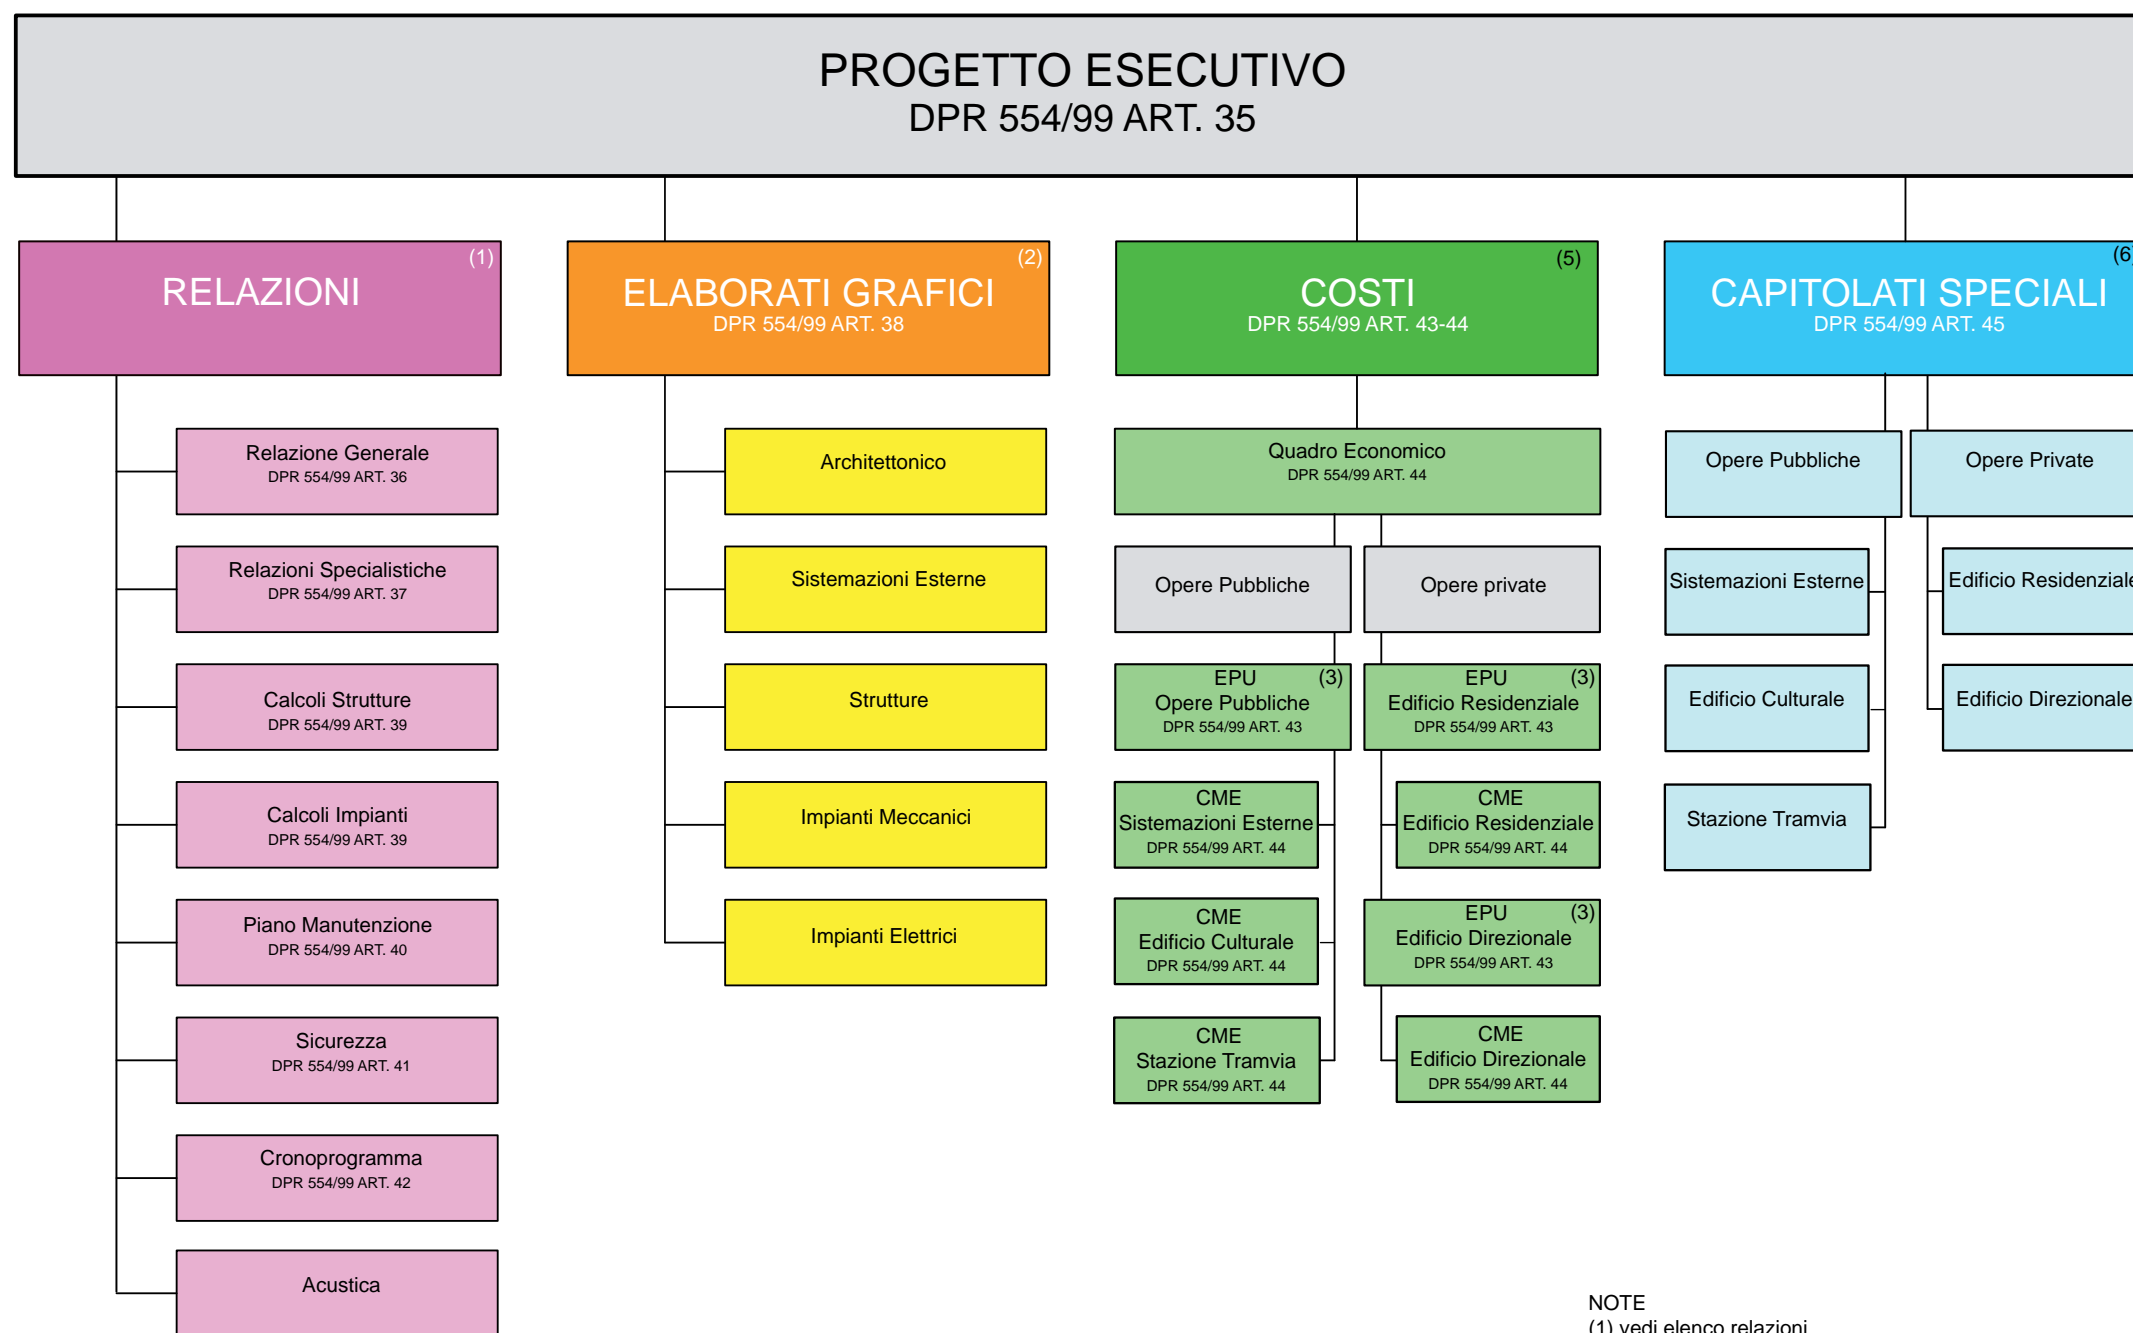 PROGETTO ESECUTIVO
DPR 554/99 ART. 35
RELAZIONI
(1)
ELABORATI GRAFICI
DPR 554/99 ART. 38
(2)
COSTI
DPR 554/99 ART. 43-44
(5)
CAPITOLATI SPECIALI
DPR 554/99 ART. 45
(6)
Relazione Generale
DPR 554/99 ART. 36
Relazioni Specialistiche
DPR 554/99 ART. 37
Calcoli Strutture
DPR 554/99 ART. 39
Calcoli Impianti
DPR 554/99 ART. 39
Piano Manutenzione
DPR 554/99 ART. 40
Sicurezza
DPR 554/99 ART. 41
Cronoprogramma
DPR 554/99 ART. 42
Acustica
Architettonico
Sistemazioni Esterne
Strutture
Impianti Meccanici
Impianti Elettrici
Quadro Economico
DPR 554/99 ART. 44
Opere Pubbliche
EPU
(3)
Opere Pubbliche
DPR 554/99 ART. 43
CME
Sistemazioni Esterne
DPR 554/99 ART. 44
CME
Edificio Culturale
DPR 554/99 ART. 44
CME
Stazione Tramvia
DPR 554/99 ART. 44
Opere private
EPU
(3)
Edificio Residenziale
DPR 554/99 ART. 43
CME
Edificio Residenziale
DPR 554/99 ART. 44
EPU
(3)
Edificio Direzionale
DPR 554/99 ART. 43
CME
Edificio Direzionale
DPR 554/99 ART. 44
Opere Pubbliche
Sistemazioni Esterne
Edificio Culturale
Stazione Tramvia
Opere Private
Edificio Residenziale
Edificio Direzionale
NOTE
(1) vedi elenco relazioni